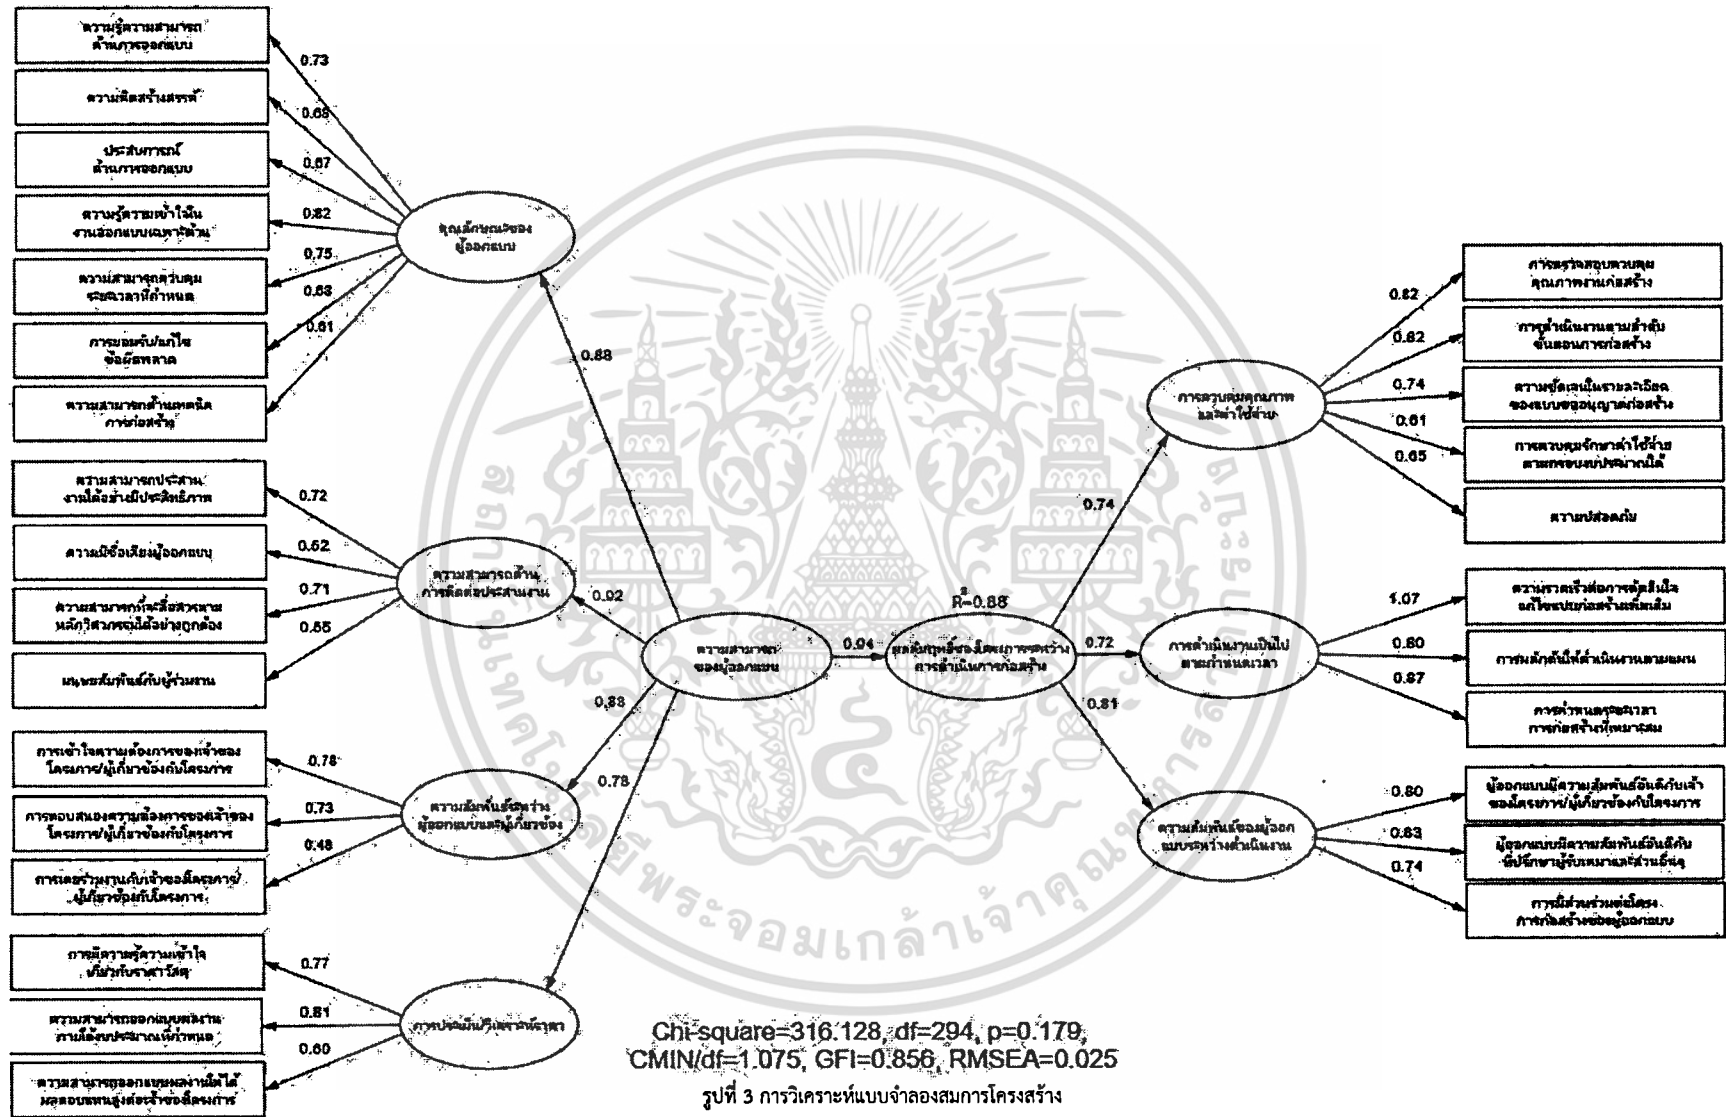 ความรู้ความสามารถ
ด้านการออกแบบ
0.73
ความคิดสร้างสรรค์
0.68
ประสบการณ์
ด้านการออกแบบ
0.67
ความรู้ความเข้าใจใน
งานออกแบบเฉพาะด้าน
0.82
ความสามารถควบคุม
ระยะเวลาที่กำหนด
0.75
การยอมรับ/แก้ไข
ข้อผิดพลาด
0.68
ความสามารถด้านเทคนิค
การก่อสร้าง
0.61
คุณลักษณะของ
ผู้ออกแบบ
0.88
ความสามารถประสาน
งานได้อย่างมีประสิทธิภาพ
0.72
ความมีชื่อเสียงผู้ออกแบบ
0.52
ความสามารถที่จะสื่อสารตาม
หลักวิศวกรรมได้อย่างถูกต้อง
0.71
มนุษยสัมพันธ์กับผู้ร่วมงาน
ความสามารถด้าน
การติดต่อประสานงาน
0.92
การเข้าใจความต้องการของเจ้าของ
โครงการ/ผู้เกี่ยวข้องกับโครงการ
0.78
การตอบสนองความต้องการของเจ้าของ
โครงการ/ผู้เกี่ยวข้องกับโครงการ
0.73
การเคยร่วมงานกับเจ้าของโครงการ/
ผู้เกี่ยวข้องกับโครงการ
0.48
ความสัมพันธ์ระหว่าง
ผู้ออกแบบและผู้เกี่ยวข้อง
0.83
การมีความรู้ความเข้าใจ
เกี่ยวกับราคาวัสดุ
0.77
ความสามารถออกแบบผลงาน
ภายใต้งบประมาณที่กำหนด
0.81
ความสามารถออกแบบผลงานให้ได้
ผลตอบแทนสูงต่อเจ้าของโครงการ
0.60
การประเมิน/วิเคราะห์ราคา
0.78
ความสามารถ
ของผู้ออกแบบ
0.94
R²=0.88
ผลสัมฤทธิ์ของโครงการระหว่าง
การดำเนินการก่อสร้าง
0.74
0.72
0.81
การควบคุมคุณภาพ
และค่าใช้จ่าย
0.82
การตรวจสอบควบคุม
คุณภาพงานก่อสร้าง
0.62
การดำเนินงานตามลำดับ
ขั้นตอนการก่อสร้าง
0.74
ความชัดเจนในรายละเอียด
ของแบบขออนุญาตก่อสร้าง
0.61
การควบคุมรักษาค่าใช้จ่าย
ตามกรอบงบประมาณได้
0.65
ความปลอดภัย
การดำเนินงานเป็นไป
ตามกำหนดเวลา
1.07
ความรวดเร็วต่อการตัดสินใจ
แก้ไขแบบก่อสร้างเพิ่มเติม
0.80
การผลักดันให้ดำเนินงานตามแผน
0.87
การกำหนดระยะเวลา
การก่อสร้างที่เหมาะสม
ความสัมพันธ์ของผู้ออก
แบบระหว่างดำเนินงาน
0.80
ผู้ออกแบบมีความสัมพันธ์อันดีกับเจ้า
ของโครงการ/ผู้เกี่ยวข้องกับโครงการ
0.83
ผู้ออกแบบมีความสัมพันธ์อันดีกับ
ที่ปรึกษาผู้รับเหมาและส่วนอื่นๆ
0.74
การมีส่วนร่วมต่อโครง
การก่อสร้างของผู้ออกแบบ
พระจอมเกล้าเจ้าคุณทหารลาดกระบัง
Chi-square=316.128, df=294, p=0.179,
CMIN/df=1.075, GFI=0.856, RMSEA=0.025
รูปที่ 3 การวิเคราะห์แบบจำลองสมการโครงสร้าง